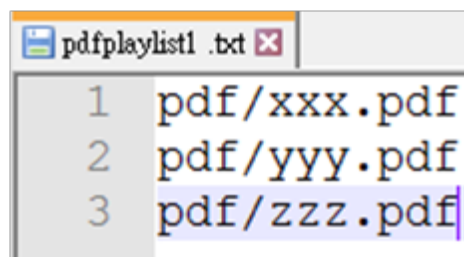 pdfplaylist1 .txt
1 pdf/xxx.pdf
2 pdf/yyy.pdf
3 pdf/zzz.pdf